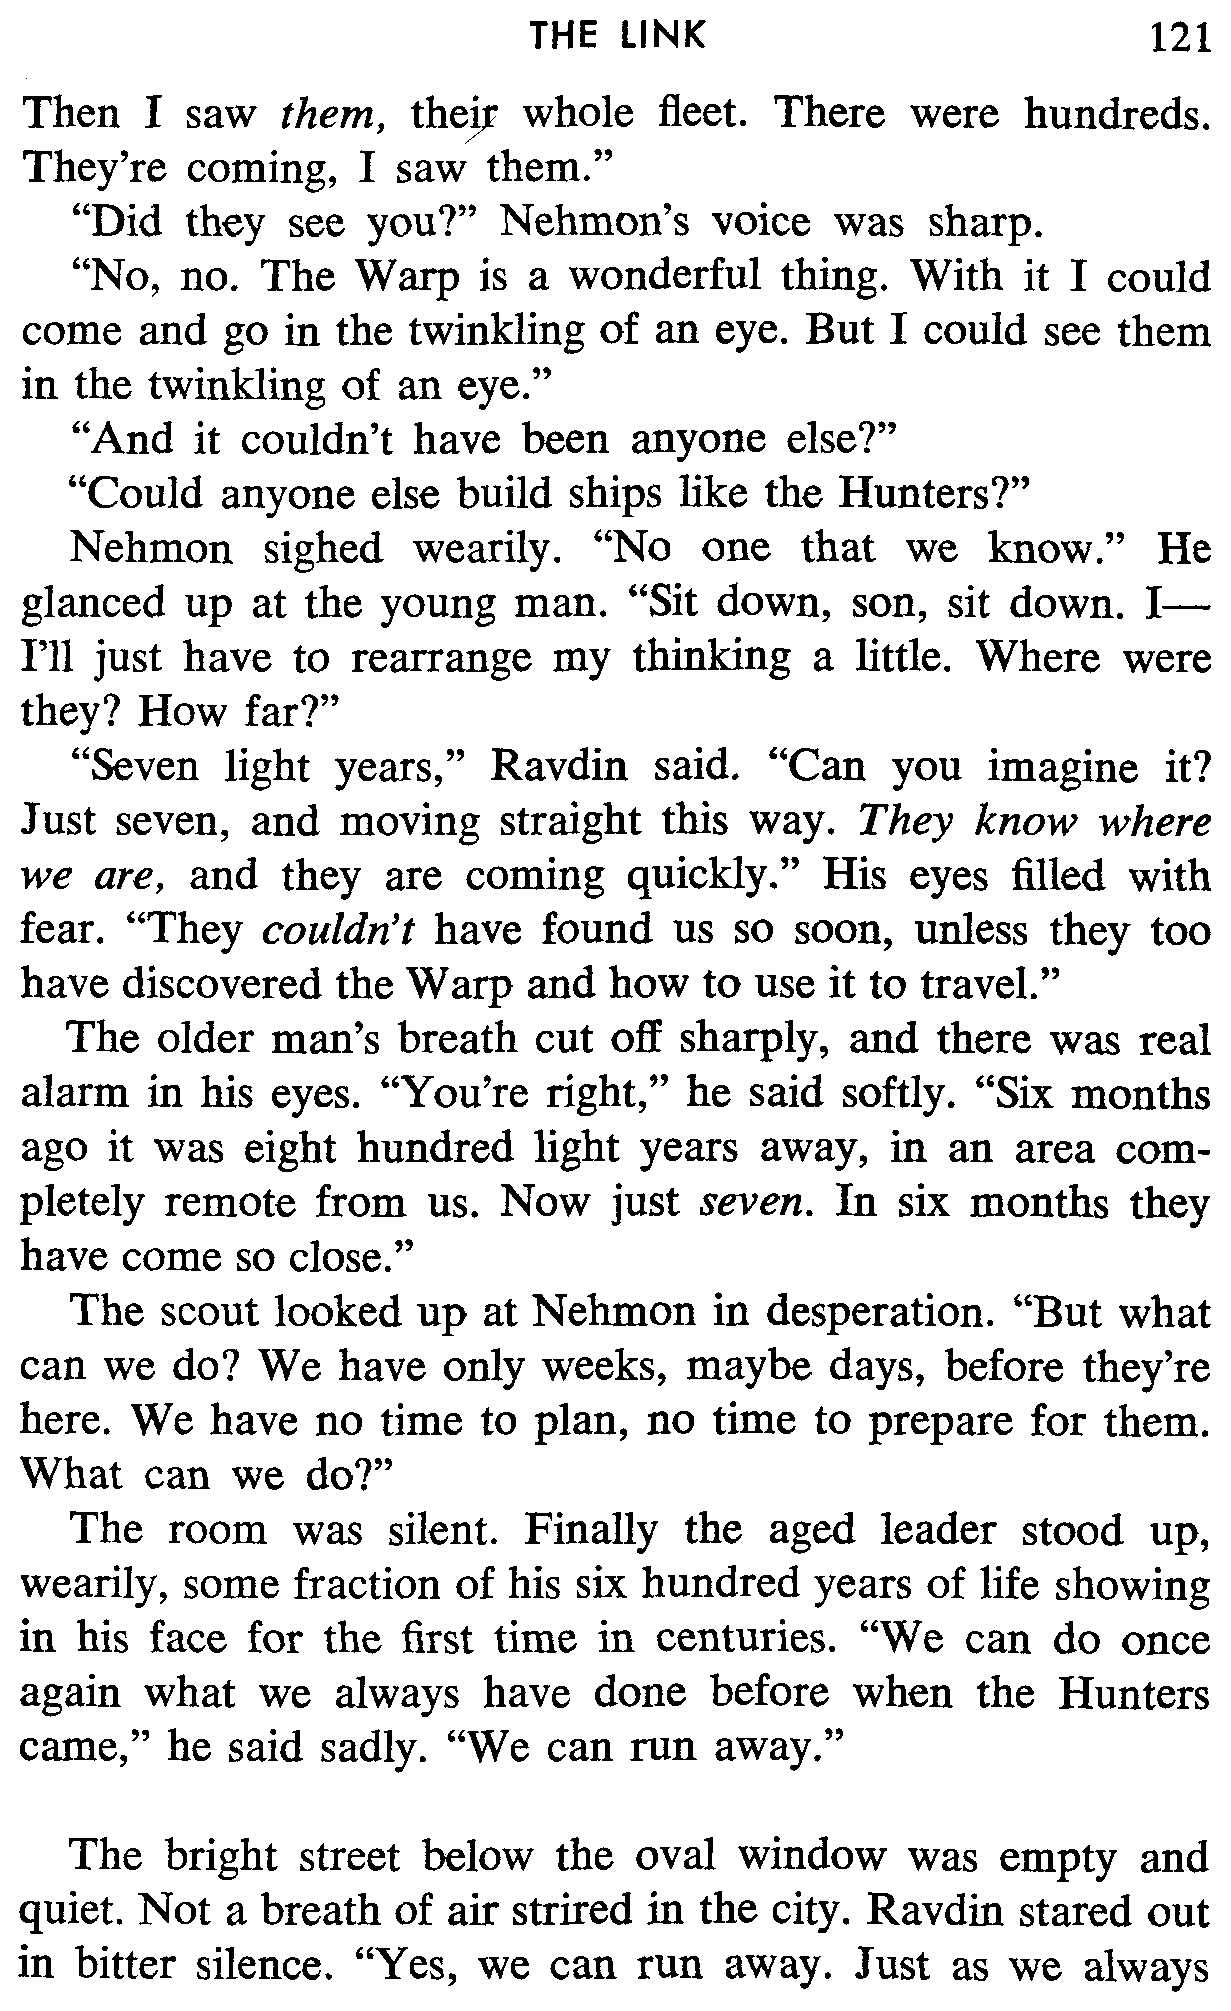 THE LINK 121
Then I saw them, their whole fleet. There were hundreds.
They're coming, I saw them.”
“Did they see you?” Nehmon's voice was sharp.
“No, no. The Warp is a wonderful thing. With it I could
come and go in the twinkling of an eye. But I could see them
in the twinkling of an eye.”
“And it couldn't have been anyone else?”
“Could anyone else build ships like the Hunters?”
Nehmon sighed wearily. “No one that we know.” He
glanced up at the young man. “Sit down, son, sit down. I—
I'll just have to rearrange my thinking a little. Where were
they? How far?”
“Seven light years,” Ravdin said. “Can you imagine it?
Just seven, and moving straight this way. They know where
we are, and they are coming quickly.” His eyes filled with
fear. “They couldn't have found us so soon, unless they too
have discovered the Warp and how to use it to travel.”
The older man's breath cut off sharply, and there was real
alarm in his eyes. “You're right,” he said softly. “Six months
ago it was eight hundred light years away, in an area com-
pletely remote from us. Now just seven. In six months they
have come so close.”
The scout looked up at Nehmon in desperation. “But what
can we do? We have only weeks, maybe days, before they're
here. We have no time to plan, no time to prepare for them.
What can we do?”
The room was silent. Finally the aged leader stood up,
wearily, some fraction of his six hundred years of life showing
in his face for the first time in centuries. “We can do once
again what we always have done before when the Hunters
came,” he said sadly. “We can run away.”
The bright street below the oval window was empty and
quiet. Not a breath of air strired in the city. Ravdin stared out
in bitter silence. “Yes, we can run away. Just as we always